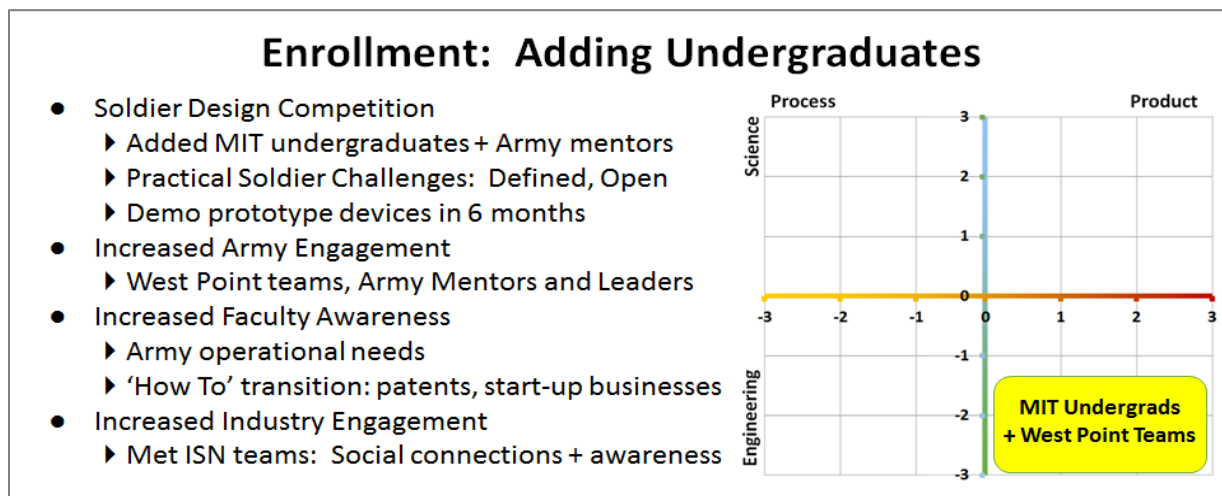 Enrollment:  Adding Undergraduates
● Soldier Design Competition
▶ Added MIT undergraduates + Army mentors
▶ Practical Soldier Challenges:  Defined, Open
▶ Demo prototype devices in 6 months
● Increased Army Engagement
▶ West Point teams, Army Mentors and Leaders
● Increased Faculty Awareness
▶ Army operational needs
▶ ‘How To’ transition: patents, start-up businesses
● Increased Industry Engagement
▶ Met ISN teams:  Social connections + awareness
Process
Product
Science
Engineering
3
2
1
0
-1
-2
-3
-3
-2
-1
0
1
2
3
MIT Undergrads
+ West Point Teams